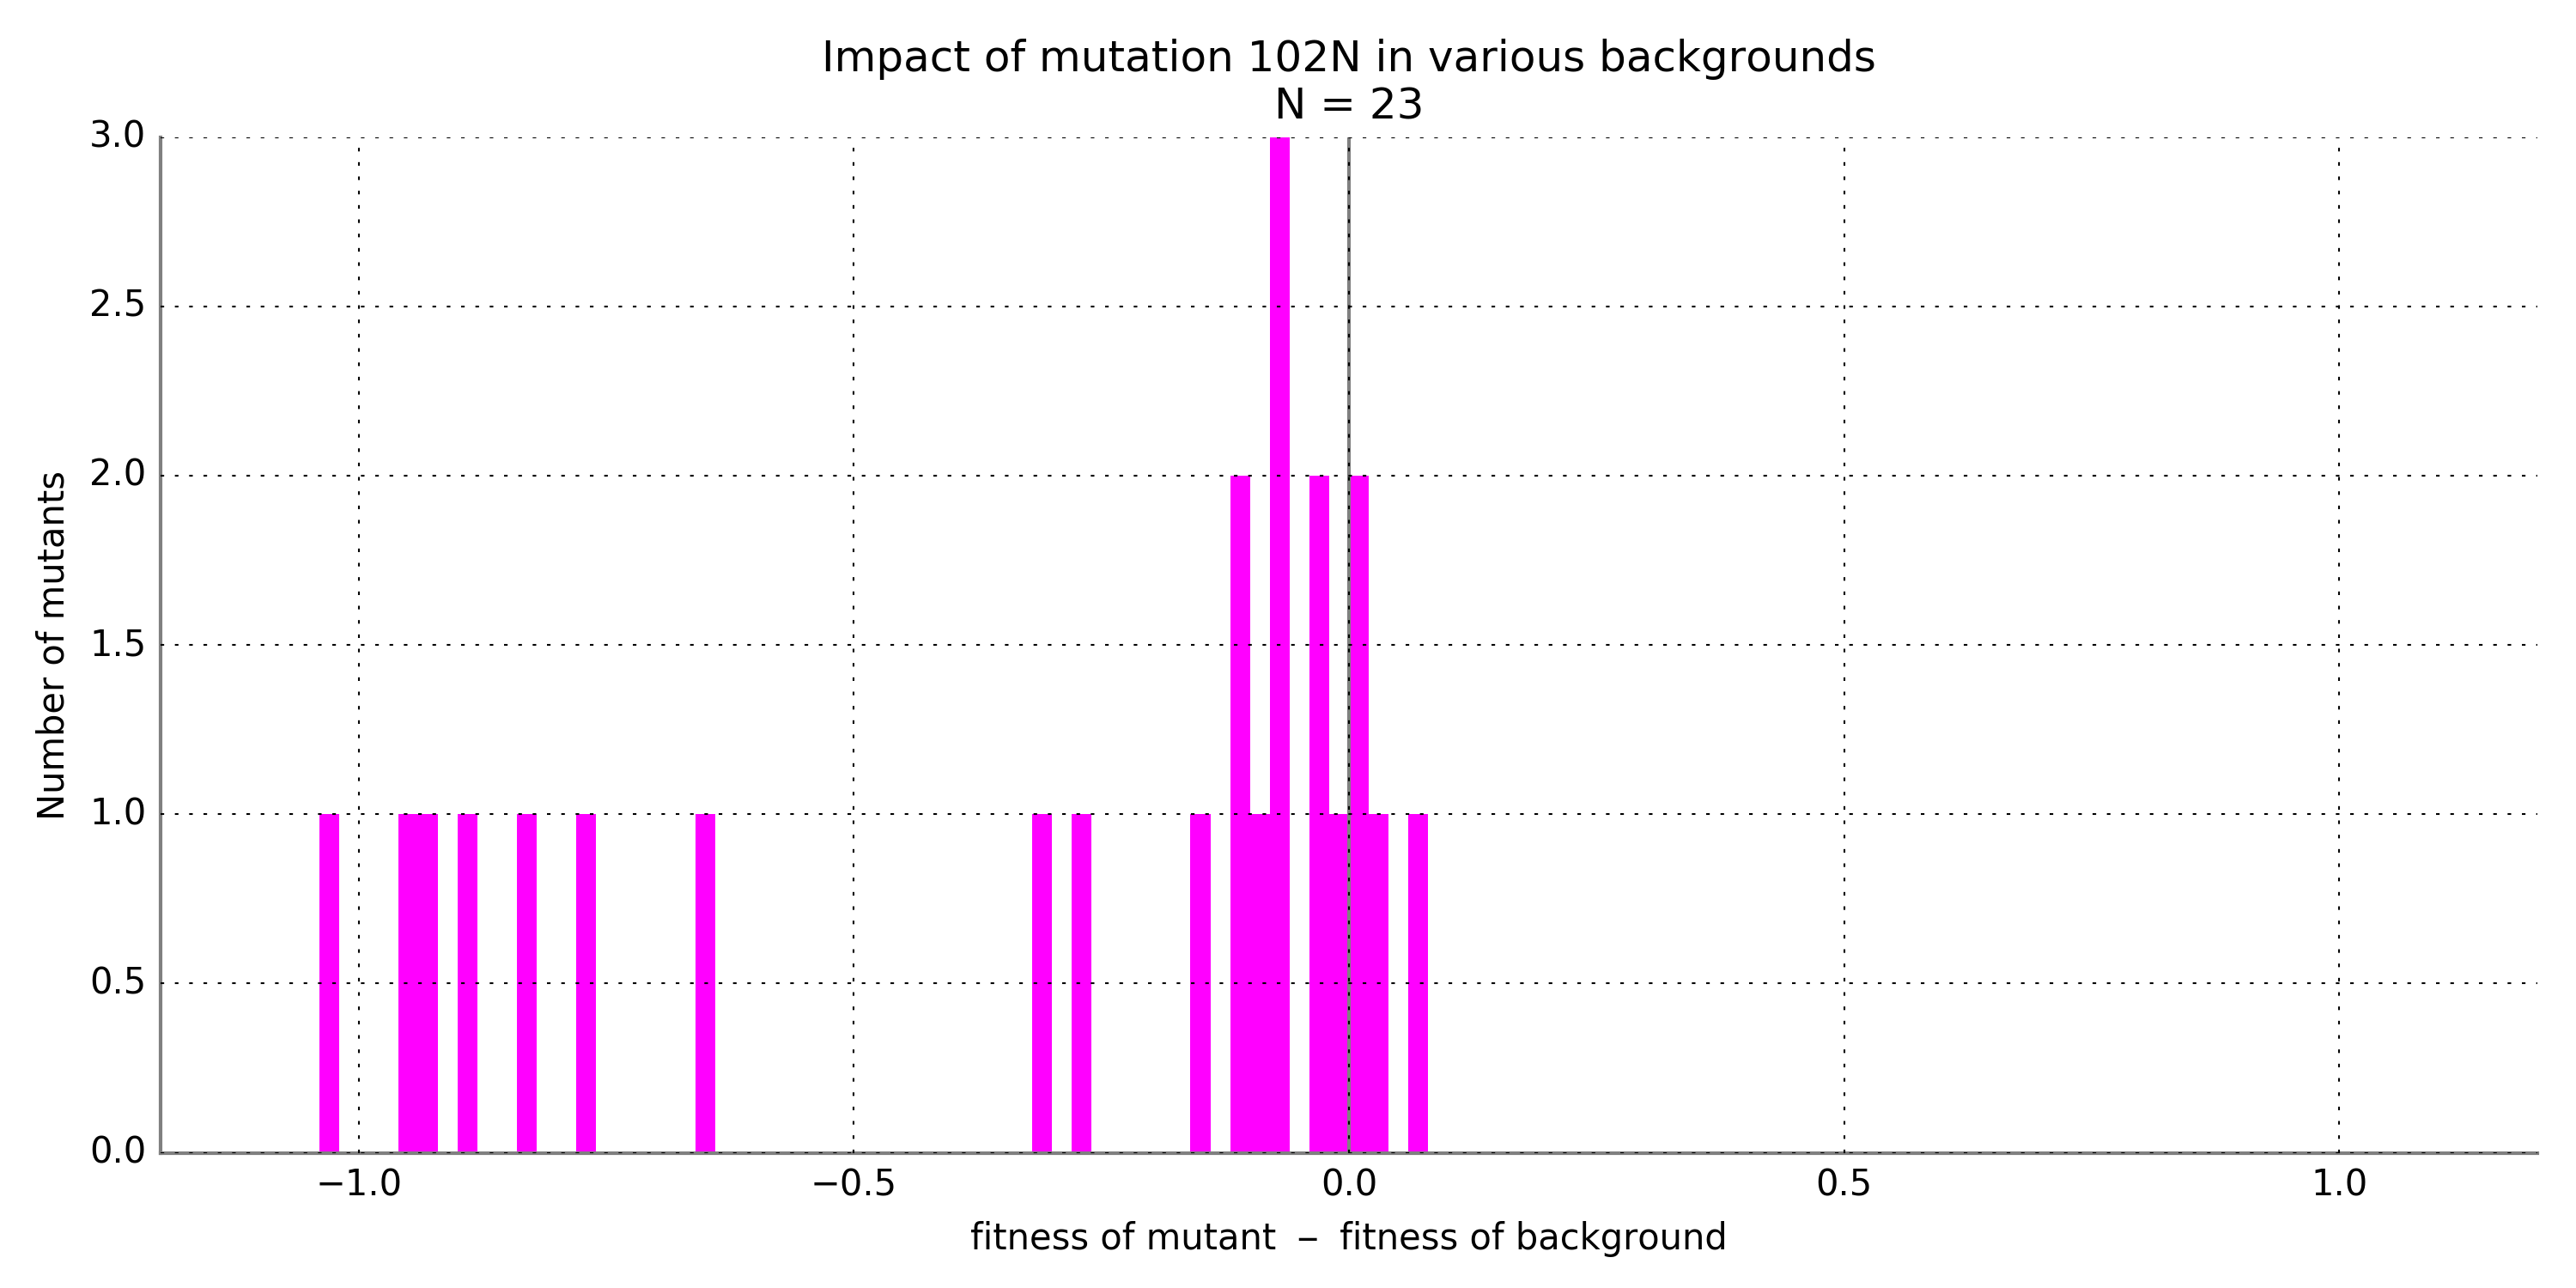 Impact of mutation 102N in various backgrounds
N = 23
3.0
2.5
2.0
1.5
1.0
0.5
0.0
Number of mutants
−1.0 −0.5 0.0 0.5 1.0
fitness of mutant − fitness of background